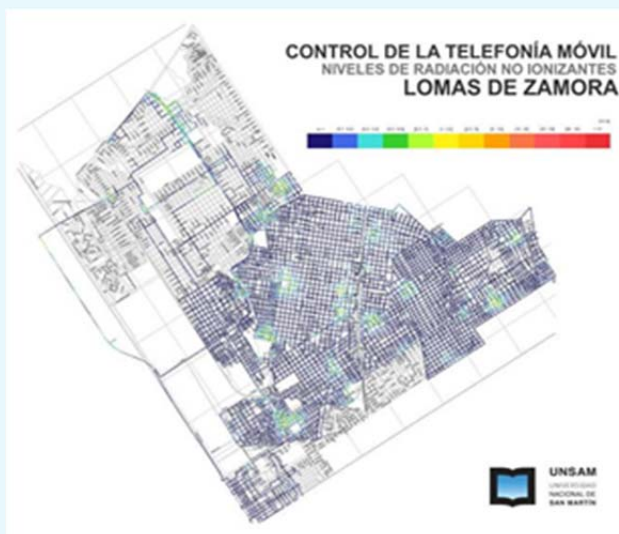 CONTROL DE LA TELEFONÍA MÓVIL
NIVELES DE RADIACIÓN NO IONIZANTES
LOMAS DE ZAMORA
UNSAM
UNIVERSIDAD
NACIONAL DE
SAN MARTÍN